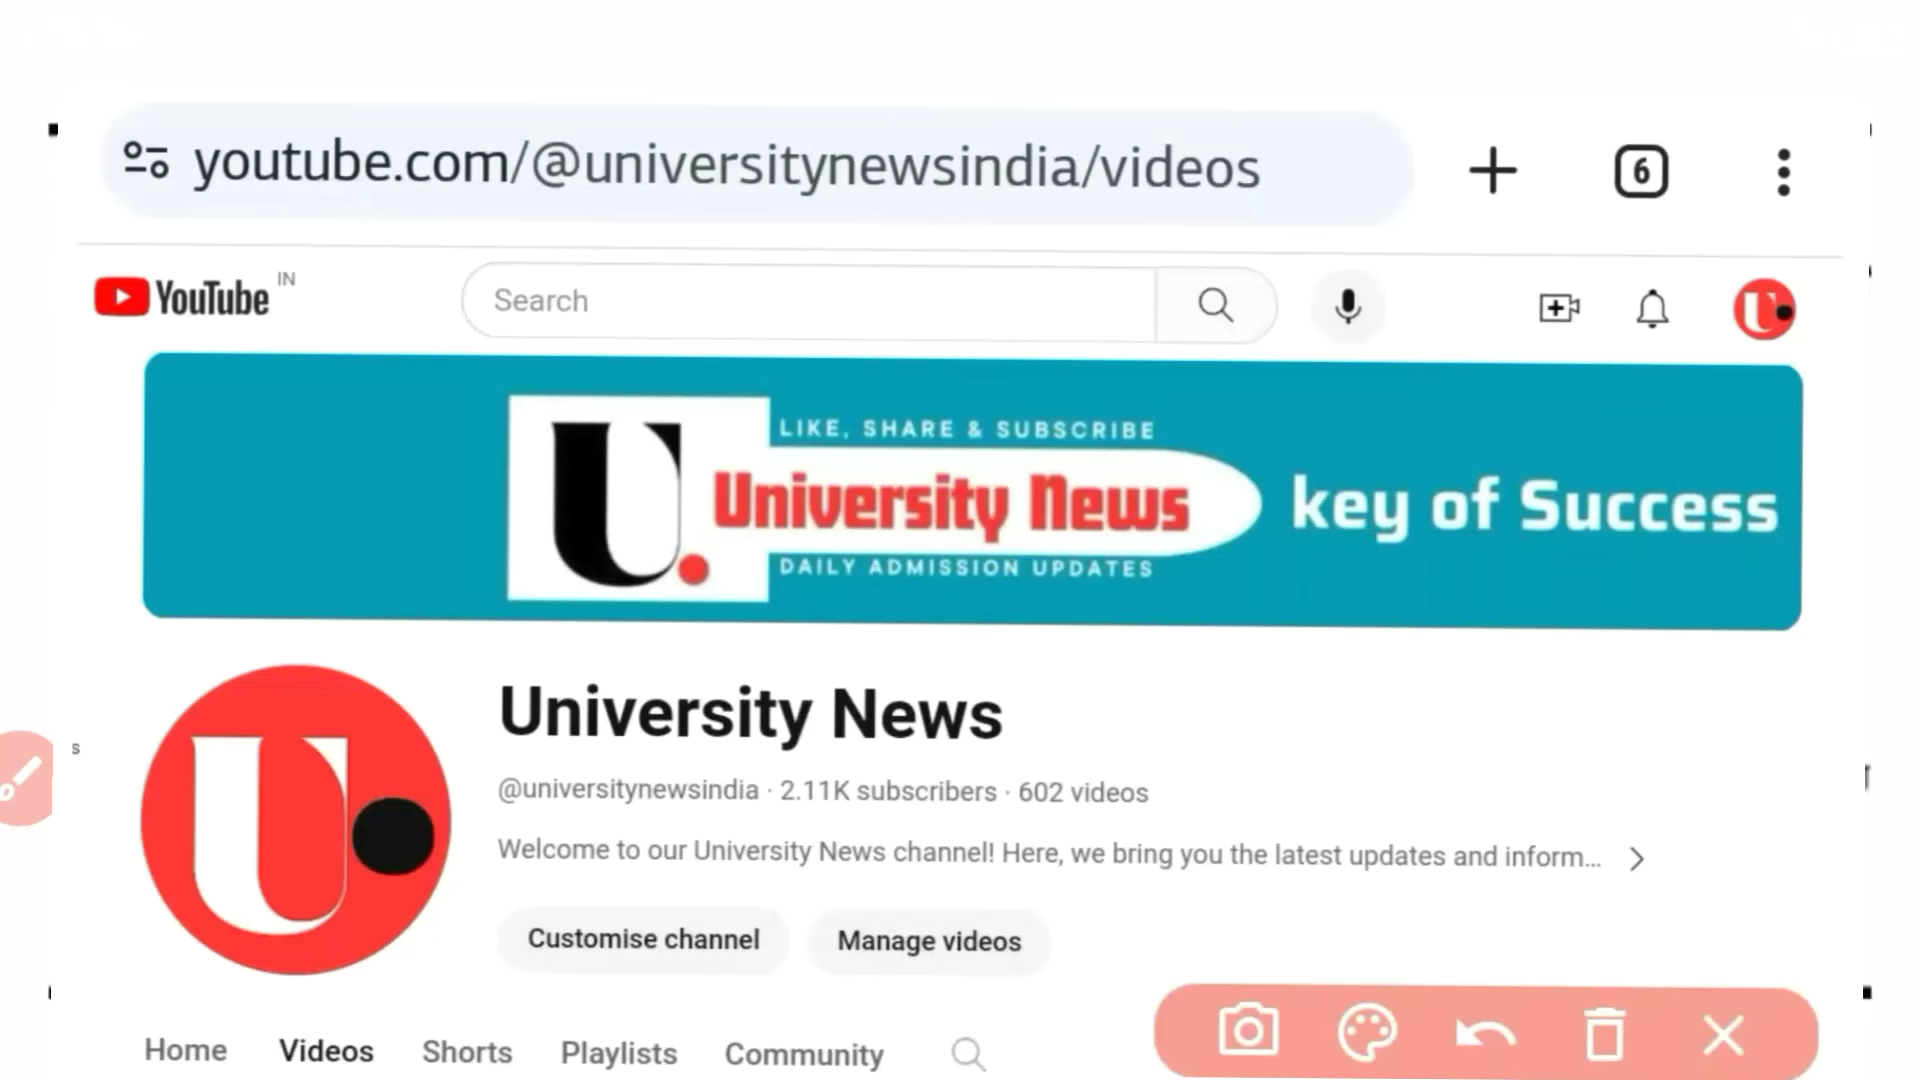 youtube.com/@universitynewsindia/videos
6
YouTube IN
Search
LIKE, SHARE & SUBSCRIBE
U. University News key of Success
DAILY ADMISSION UPDATES
University News
@universitynewsindia · 2.11K subscribers · 602 videos
Welcome to our University News channel! Here, we bring you the latest updates and inform...
s
Customise channel Manage videos
Home Videos Shorts Playlists Community